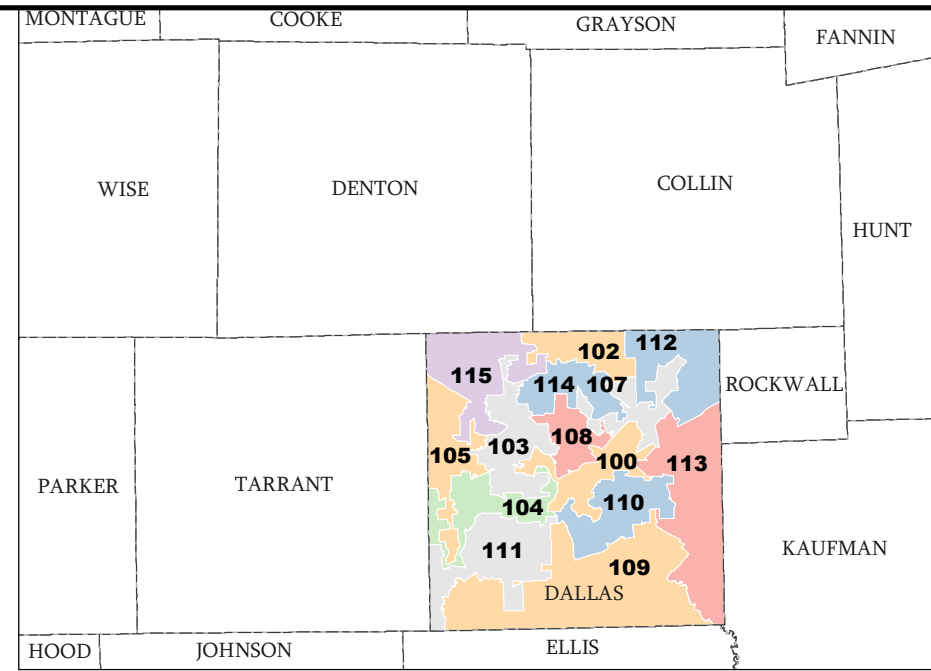 MONTAGUE
COOKE
GRAYSON
FANNIN
WISE
DENTON
COLLIN
HUNT
112
102
115
114
107
ROCKWALL
108
103
105
100
113
PARKER
TARRANT
110
104
111
KAUFMAN
109
DALLAS
HOOD
JOHNSON
ELLIS